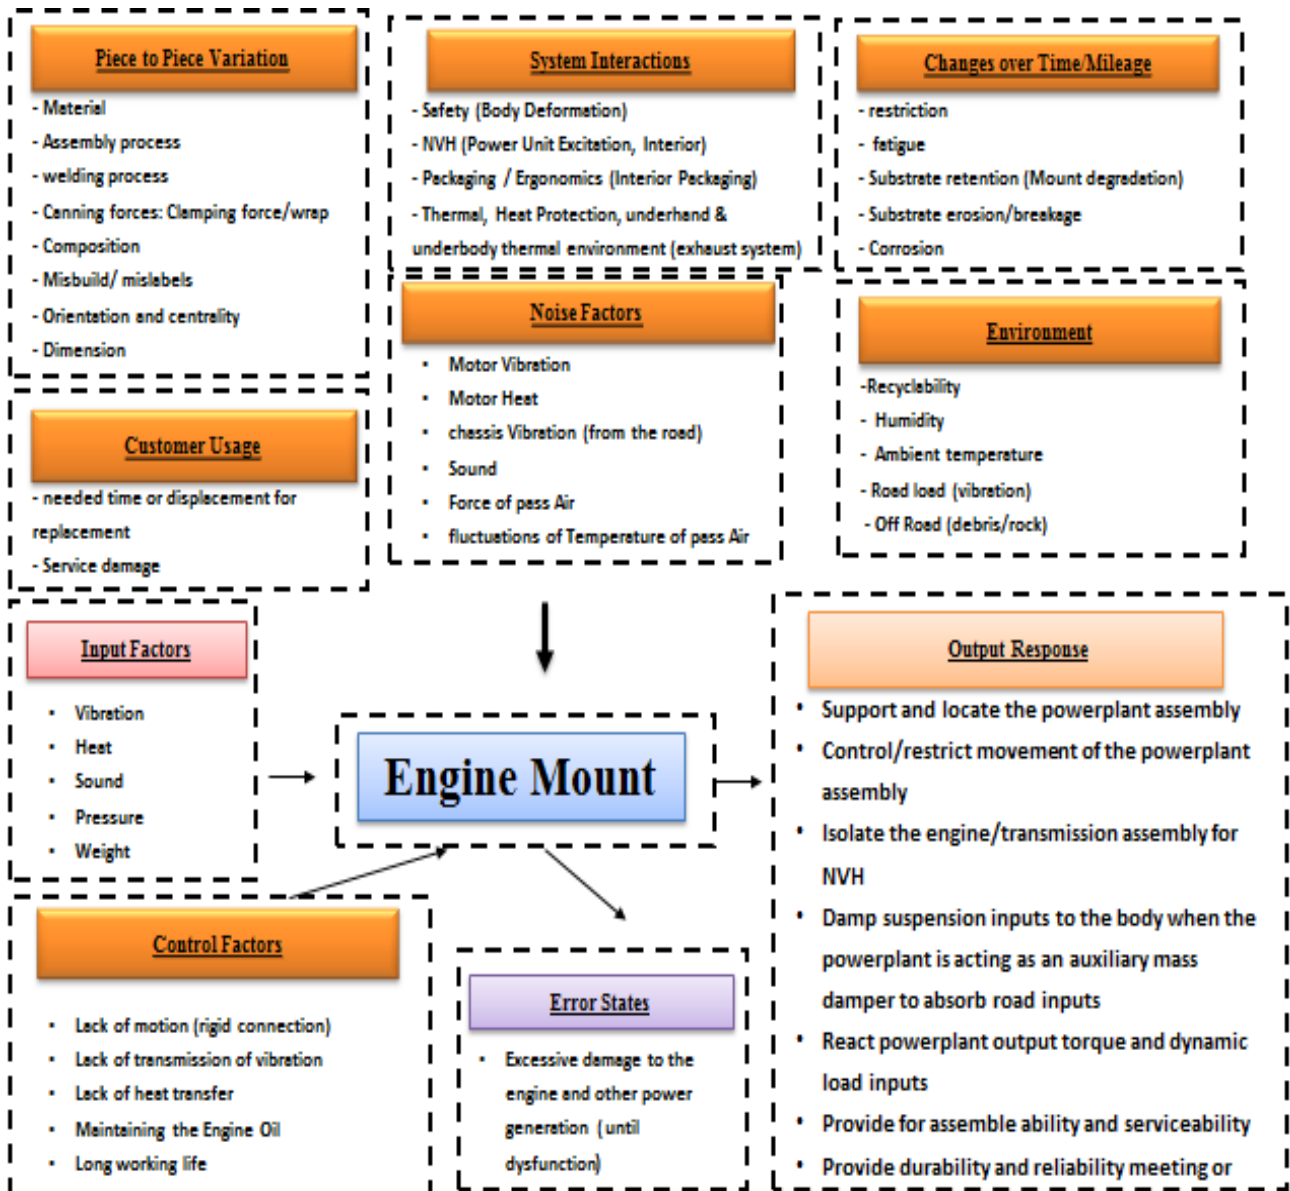 Piece to Piece Variation
- Material
- Assembly process
- welding process
- Canning forces: Clamping force/wrap
- Composition
- Misbuild/ mislabels
- Orientation and centrality
- Dimension
System Interactions
- Safety (Body Deformation)
- NVH (Power Unit Excitation, Interior)
- Packaging / Ergonomics (Interior Packaging)
- Thermal, Heat Protection, underhand &
underbody thermal environment (exhaust system)
Changes over Time/Mileage
- restriction
- fatigue
- Substrate retention (Mount degradation)
- Substrate erosion/breakage
- Corrosion
Customer Usage
- needed time or displacement for
replacement
- Service damage
Noise Factors
• Motor Vibration
• Motor Heat
• chassis Vibration (from the road)
• Sound
• Force of pass Air
• fluctuations of Temperature of pass Air
Environment
-Recyclability
- Humidity
- Ambient temperature
- Road load (vibration)
- Off Road (debris/rock)
Input Factors
• Vibration
• Heat
• Sound
• Pressure
• Weight
Engine Mount
Output Response
• Support and locate the powerplant assembly
• Control/restrict movement of the powerplant
assembly
• Isolate the engine/transmission assembly for
NVH
• Damp suspension inputs to the body when the
powerplant is acting as an auxiliary mass
damper to absorb road inputs
• React powerplant output torque and dynamic
load inputs
• Provide for assemble ability and serviceability
• Provide durability and reliability meeting or
Control Factors
• Lack of motion (rigid connection)
• Lack of transmission of vibration
• Lack of heat transfer
• Maintaining the Engine Oil
• Long working life
Error States
• Excessive damage to the
engine and other power
generation ( until
dysfunction)